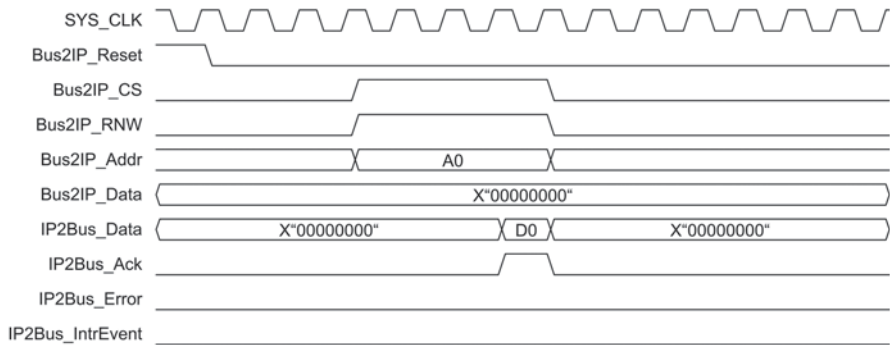 SYS_CLK
Bus2IP_Reset
Bus2IP_CS
Bus2IP_RNW
Bus2IP_Addr A0
Bus2IP_Data X“00000000“
IP2Bus_Data X“00000000“ D0 X“00000000“
IP2Bus_Ack
IP2Bus_Error
IP2Bus_IntrEvent